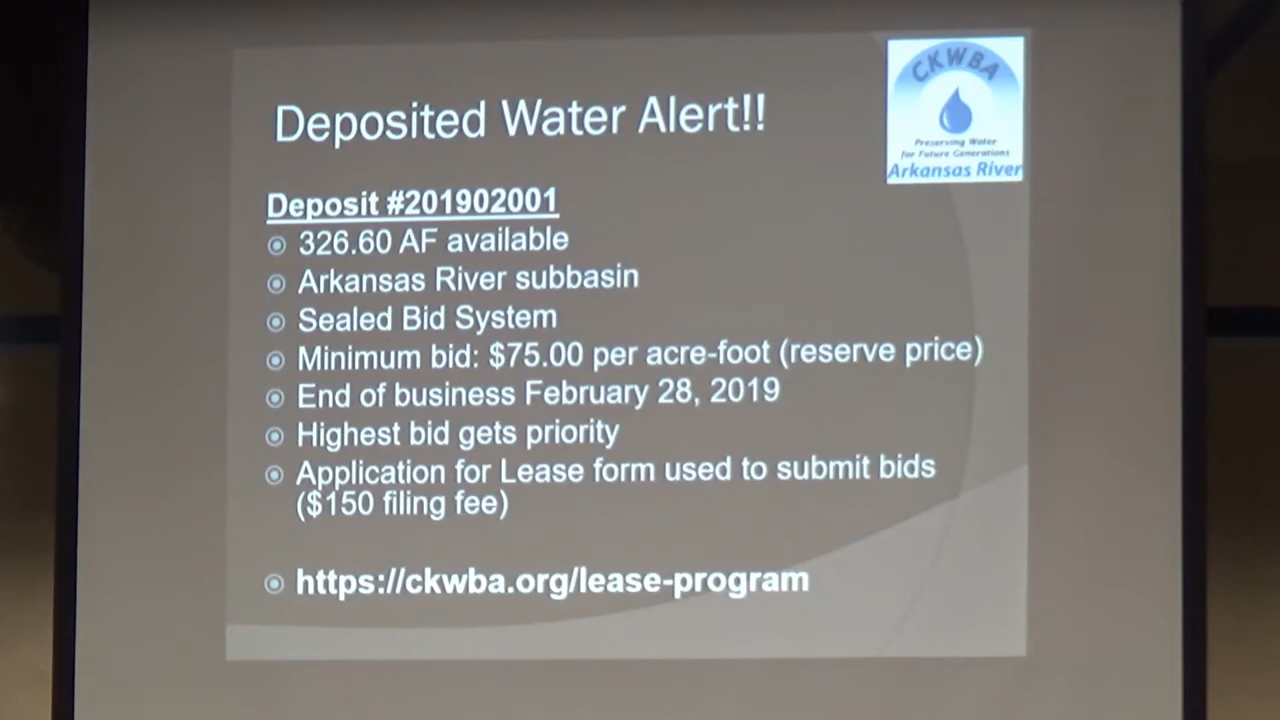 CKWBA
Preserving Water
for Future Generations
Arkansas River
Deposited Water Alert!!
Deposit #201902001
326.60 AF available
Arkansas River subbasin
Sealed Bid System
Minimum bid: $75.00 per acre-foot (reserve price)
End of business February 28, 2019
Highest bid gets priority
Application for Lease form used to submit bids
($150 filing fee)
https://ckwba.org/lease-program